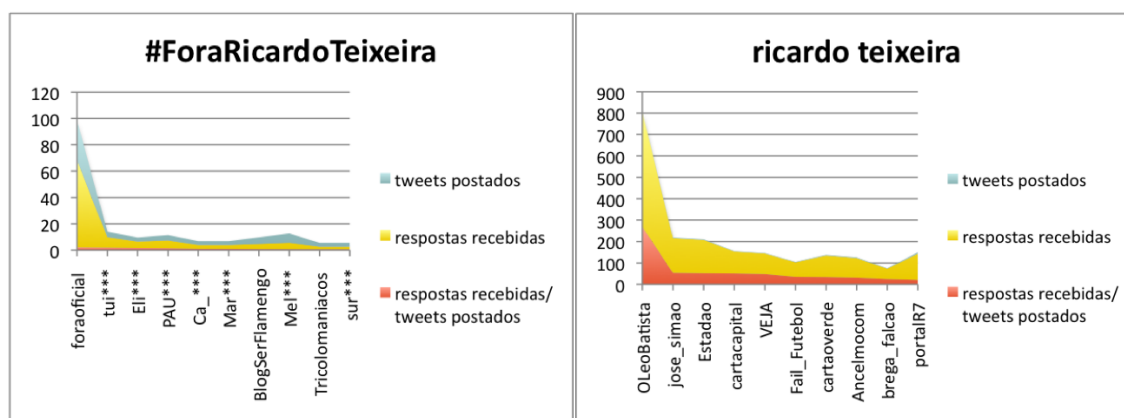 #ForaRicardoTeixeira
120
100
80
60
40
20
0
foraoficial
tui***
Eli***
PAU***
Ca_***
Mar***
BlogSerFlamengo
Mel***
Tricolomaniacos
sur***
tweets postados
respostas recebidas
respostas recebidas/
tweets postados
ricardo teixeira
900
800
700
600
500
400
300
200
100
0
OLeoBatista
jose_simao
Estadao
cartacapital
VEJA
Fail_Futebol
cartaoverde
Ancelmocom
brega_falcao
portalR7
tweets postados
respostas recebidas
respostas recebidas/
tweets postados